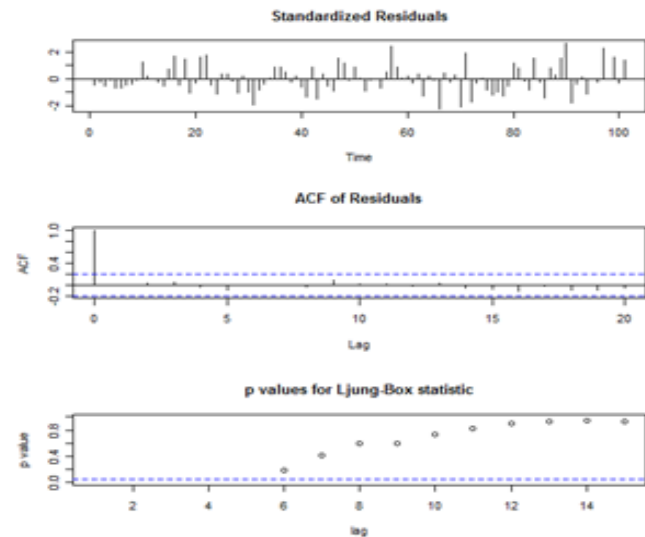 Standardized Residuals
2
0
-2
0 20 40 60 80 100
Time
ACF of Residuals
ACF
1.0
0.4
-0.2
0 5 10 15 20
Lag
p values for Ljung-Box statistic
p value
0.8
0.4
0.0
2 4 6 8 10 12 14
lag